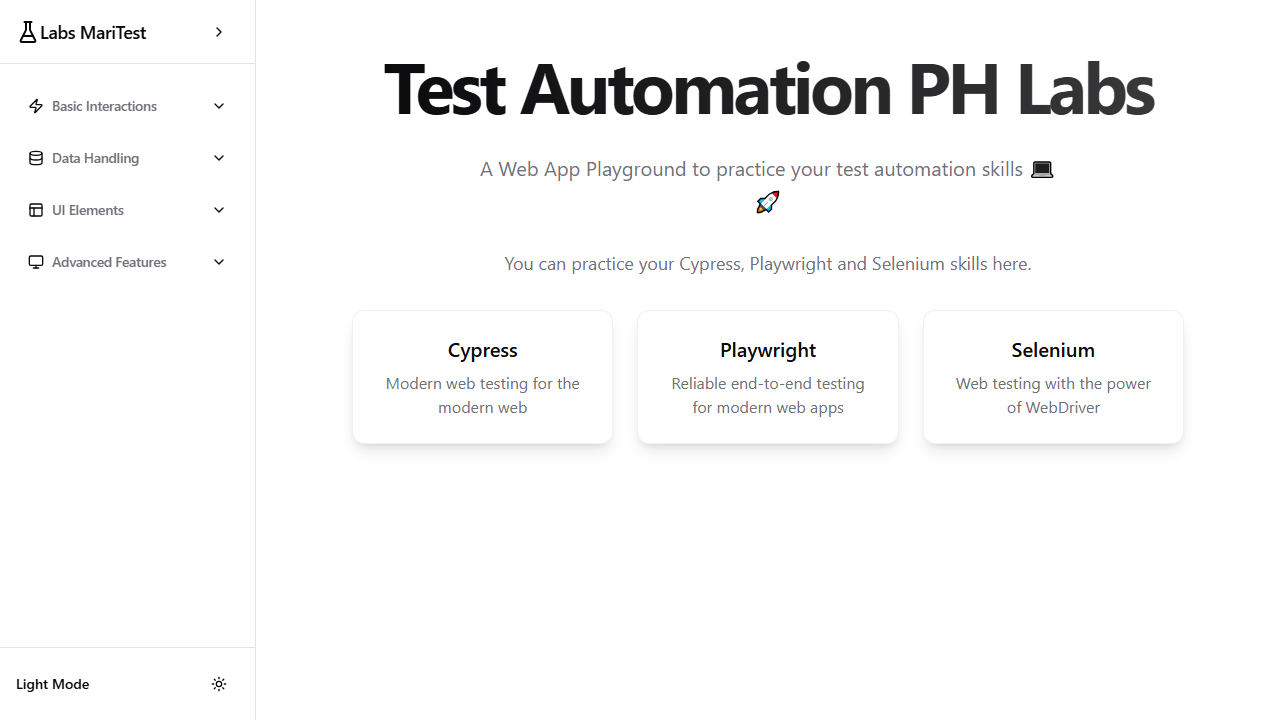 Labs MariTest
Basic Interactions
Data Handling
UI Elements
Advanced Features
Light Mode
Test Automation PH Labs
A Web App Playground to practice your test automation skills 💻
🚀
You can practice your Cypress, Playwright and Selenium skills here.
Cypress
Modern web testing for the
modern web
Playwright
Reliable end-to-end testing
for modern web apps
Selenium
Web testing with the power
of WebDriver